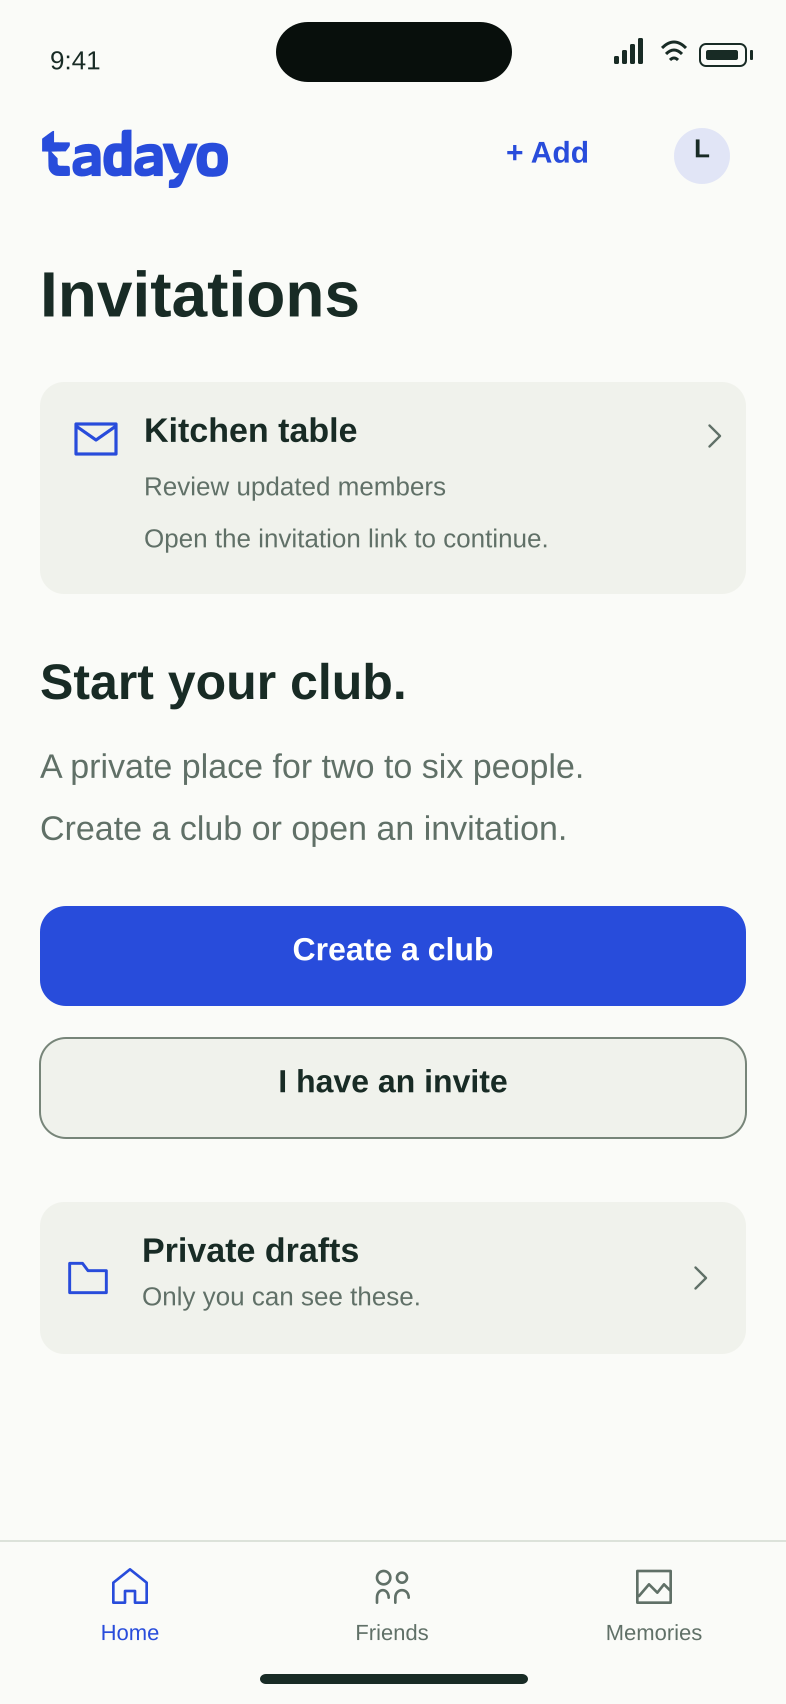 9:41
tadayo
+ Add
L
Invitations
Kitchen table
Review updated members
Open the invitation link to continue.
Start your club.
A private place for two to six people.
Create a club or open an invitation.
Create a club
I have an invite
Private drafts
Only you can see these.
Home
Friends
Memories